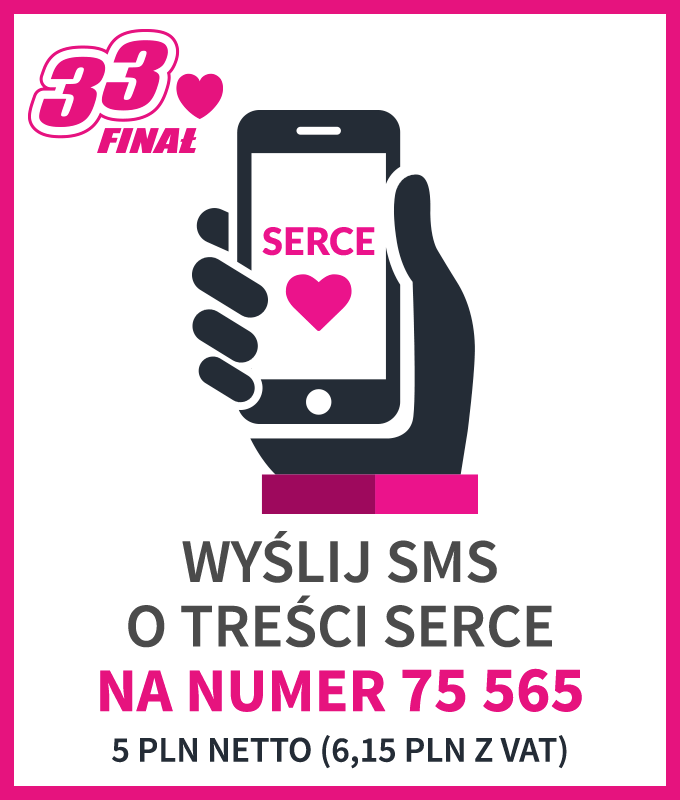 33
FINAŁ
SERCE
WYŚLIJ SMS
O TREŚCI SERCE
NA NUMER 75 565
5 PLN NETTO (6,15 PLN Z VAT)